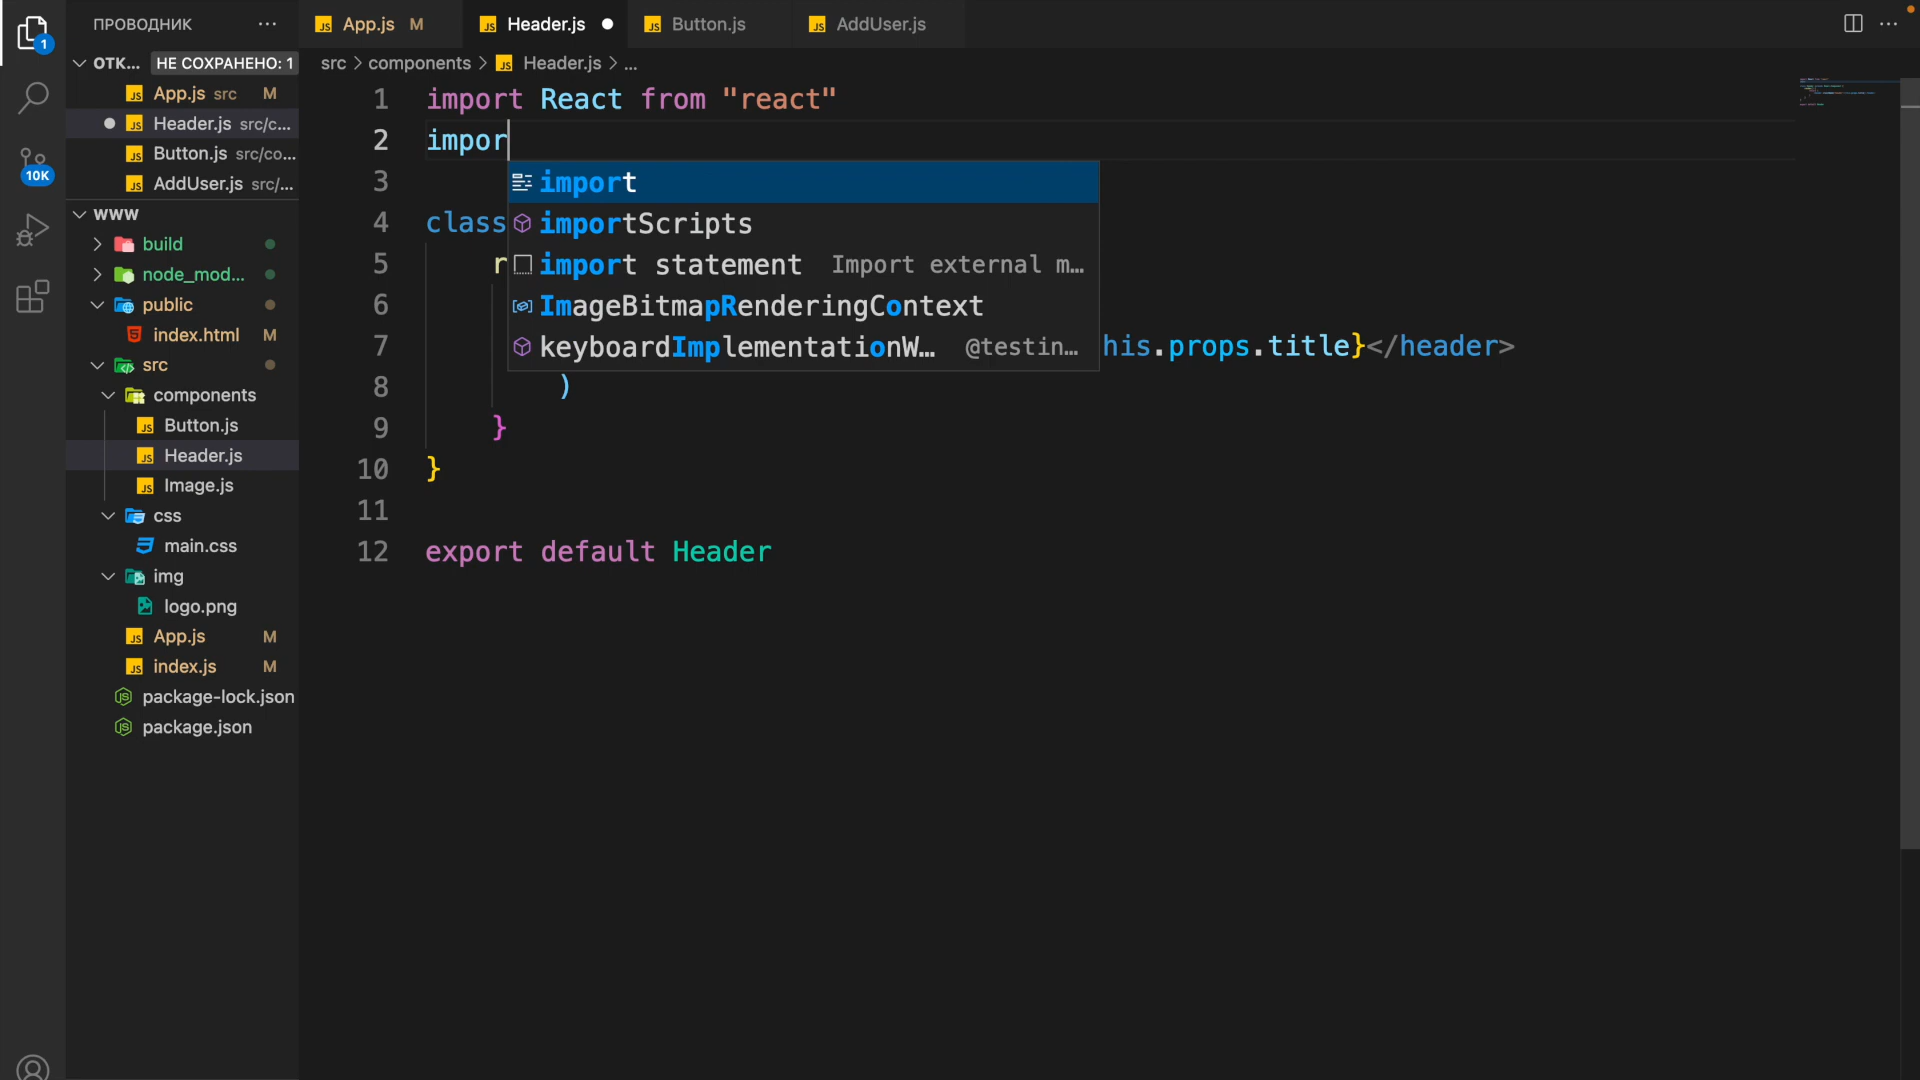 ПРОВОДНИК ···
App.js M
Header.js
Button.js
AddUser.js
1
ОТК... НЕ СОХРАНЕНО: 1
App.js src M
Header.js src/c...
Button.js src/co...
AddUser.js src/...
10K
WWW
build
node_mod...
public
index.html M
src
components
Button.js
Header.js
Image.js
css
main.css
img
logo.png
App.js M
index.js M
package-lock.json
package.json
src > components > Header.js > ...
1 import React from "react"
2 impor
3
4 class
5 r
6
7 his.props.title}</header>
8 )
9 }
10 }
11
12 export default Header
import
importScripts
import statement Import external m...
ImageBitmapRenderingContext
keyboardImplementationW... @testin...